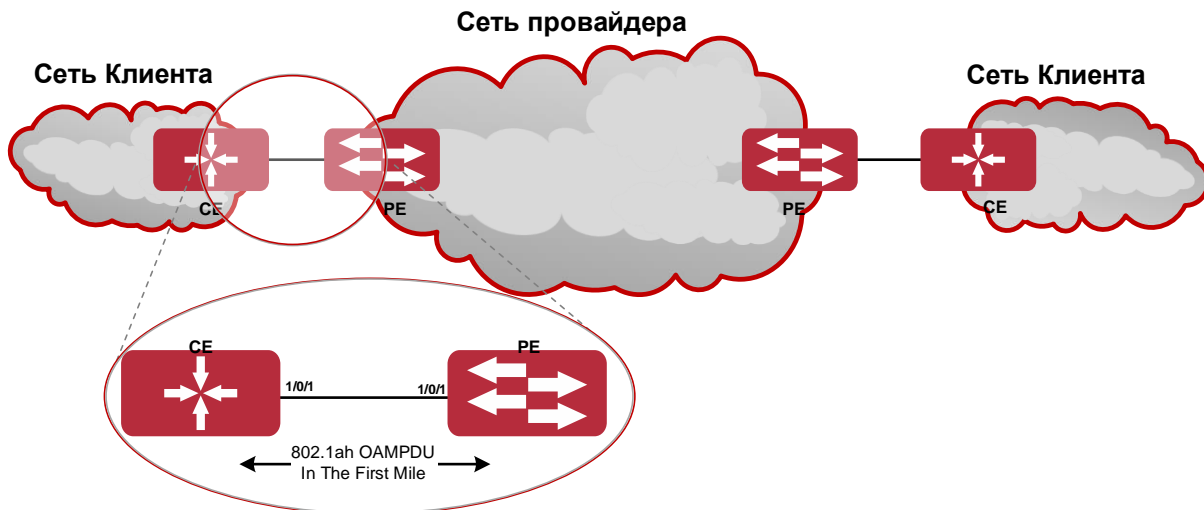 Сеть провайдера
Сеть Клиента
Сеть Клиента
CE
PE
PE
CE
CE
PE
1/0/1
1/0/1
802.1ah OAMPDU
In The First Mile